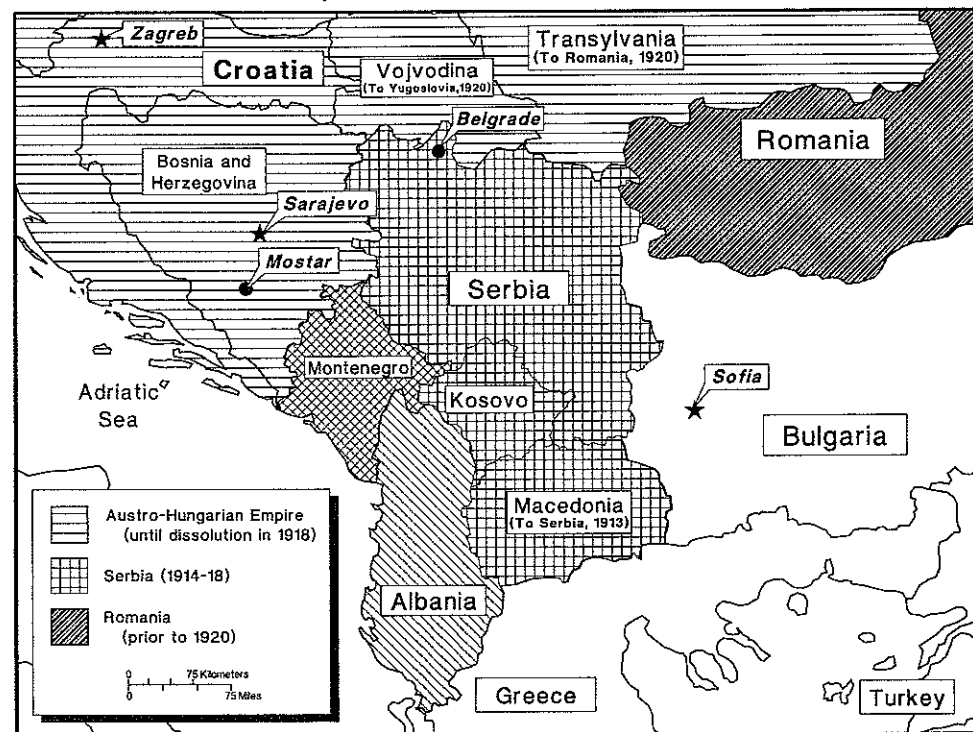 Zagreb
Croatia
Vojvodina
(To Yugoslovia,1920)
Transylvania
(To Romania, 1920)
Belgrade
Romania
Bosnia and
Herzegovina
Sarajevo
Mostar
Serbia
Montenegro
Kosovo
Sofia
Adriatic
Sea
Bulgaria
Macedonia
(To Serbia, 1913)
Albania
Greece
Turkey
Austro-Hungarian Empire
(until dissolution in 1918)
Serbia (1914-18)
Romania
(prior to 1920)
0 75 Kilometers
0 75 Miles